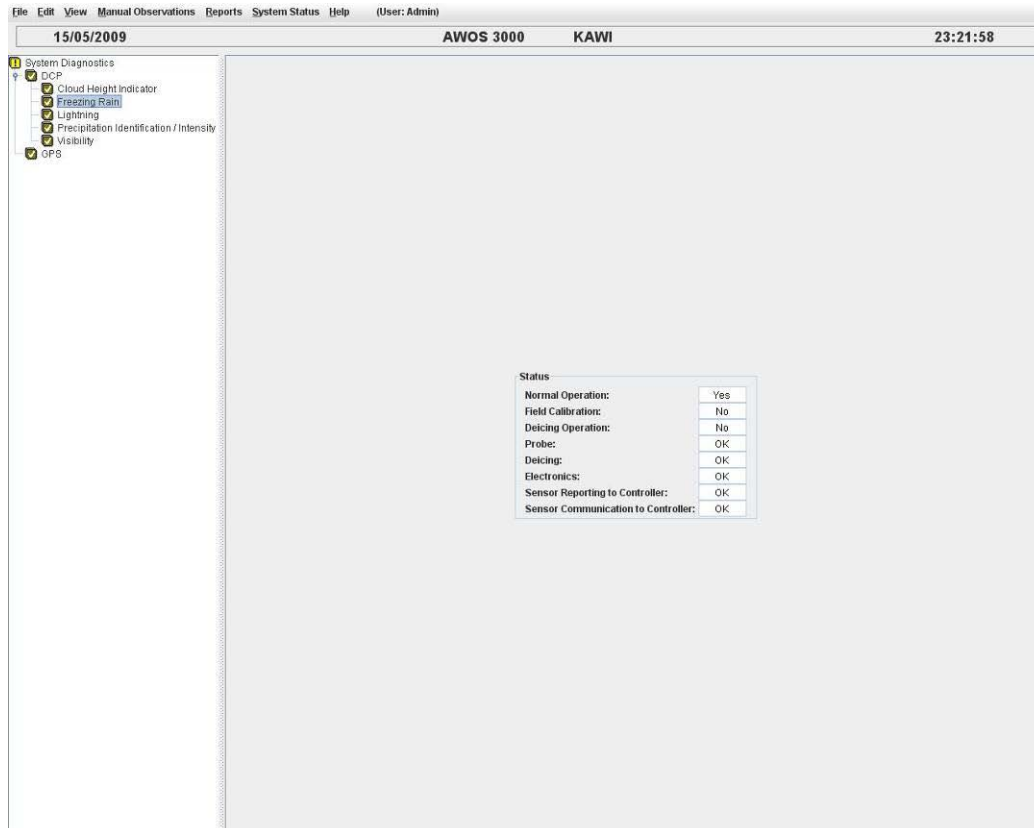 File Edit View Manual Observations Reports System Status Help (User: Admin)
15/05/2009 AWOS 3000 KAWI 23:21:58
System Diagnostics
DCP
Cloud Height Indicator
Freezing Rain
Lightning
Precipitation Identification / Intensity
Visibility
GPS
Status
Normal Operation: Yes
Field Calibration: No
Deicing Operation: No
Probe: OK
Deicing: OK
Electronics: OK
Sensor Reporting to Controller: OK
Sensor Communication to Controller: OK